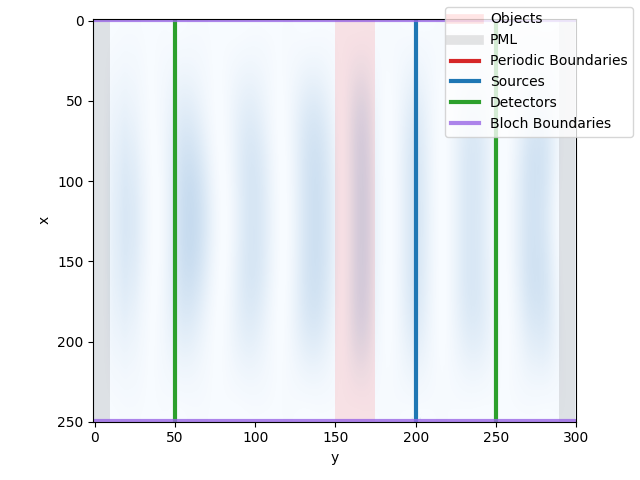 Objects
PML
Periodic Boundaries
Sources
Detectors
Bloch Boundaries
0
50
100
150
200
250
x
0
50
100
150
200
250
300
y